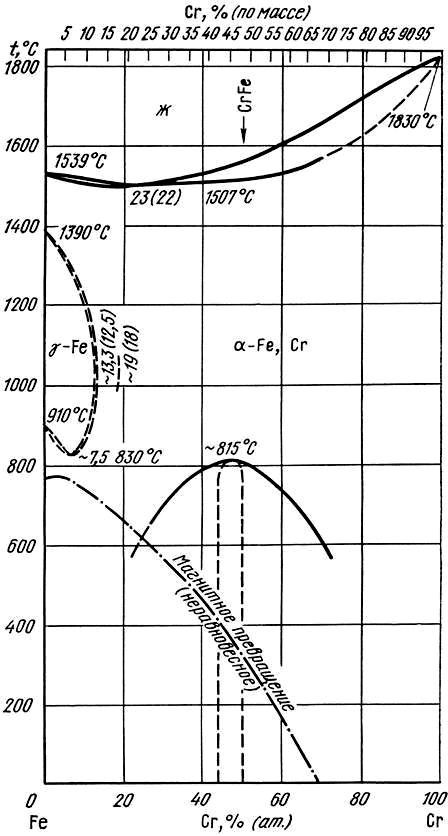 Cr, % (по массе)
5 15 20 25 30 35 40 45 50 55 60 65 70 75 80 85 90 95
t,°C
1800
1600
1400
1200
1000
800
600
400
200
0
ж
CrFe
1830°C
1539°C
23(22) 1507°C
1390°C
γ-Fe
~13,3(12,5)
~19(18)
α-Fe, Cr
910°C
~7,5 830°C
~815°C
Магнитное превращение
(неравновесное)
0 20 40 60 80 100
Fe Cr,% (ат.) Cr